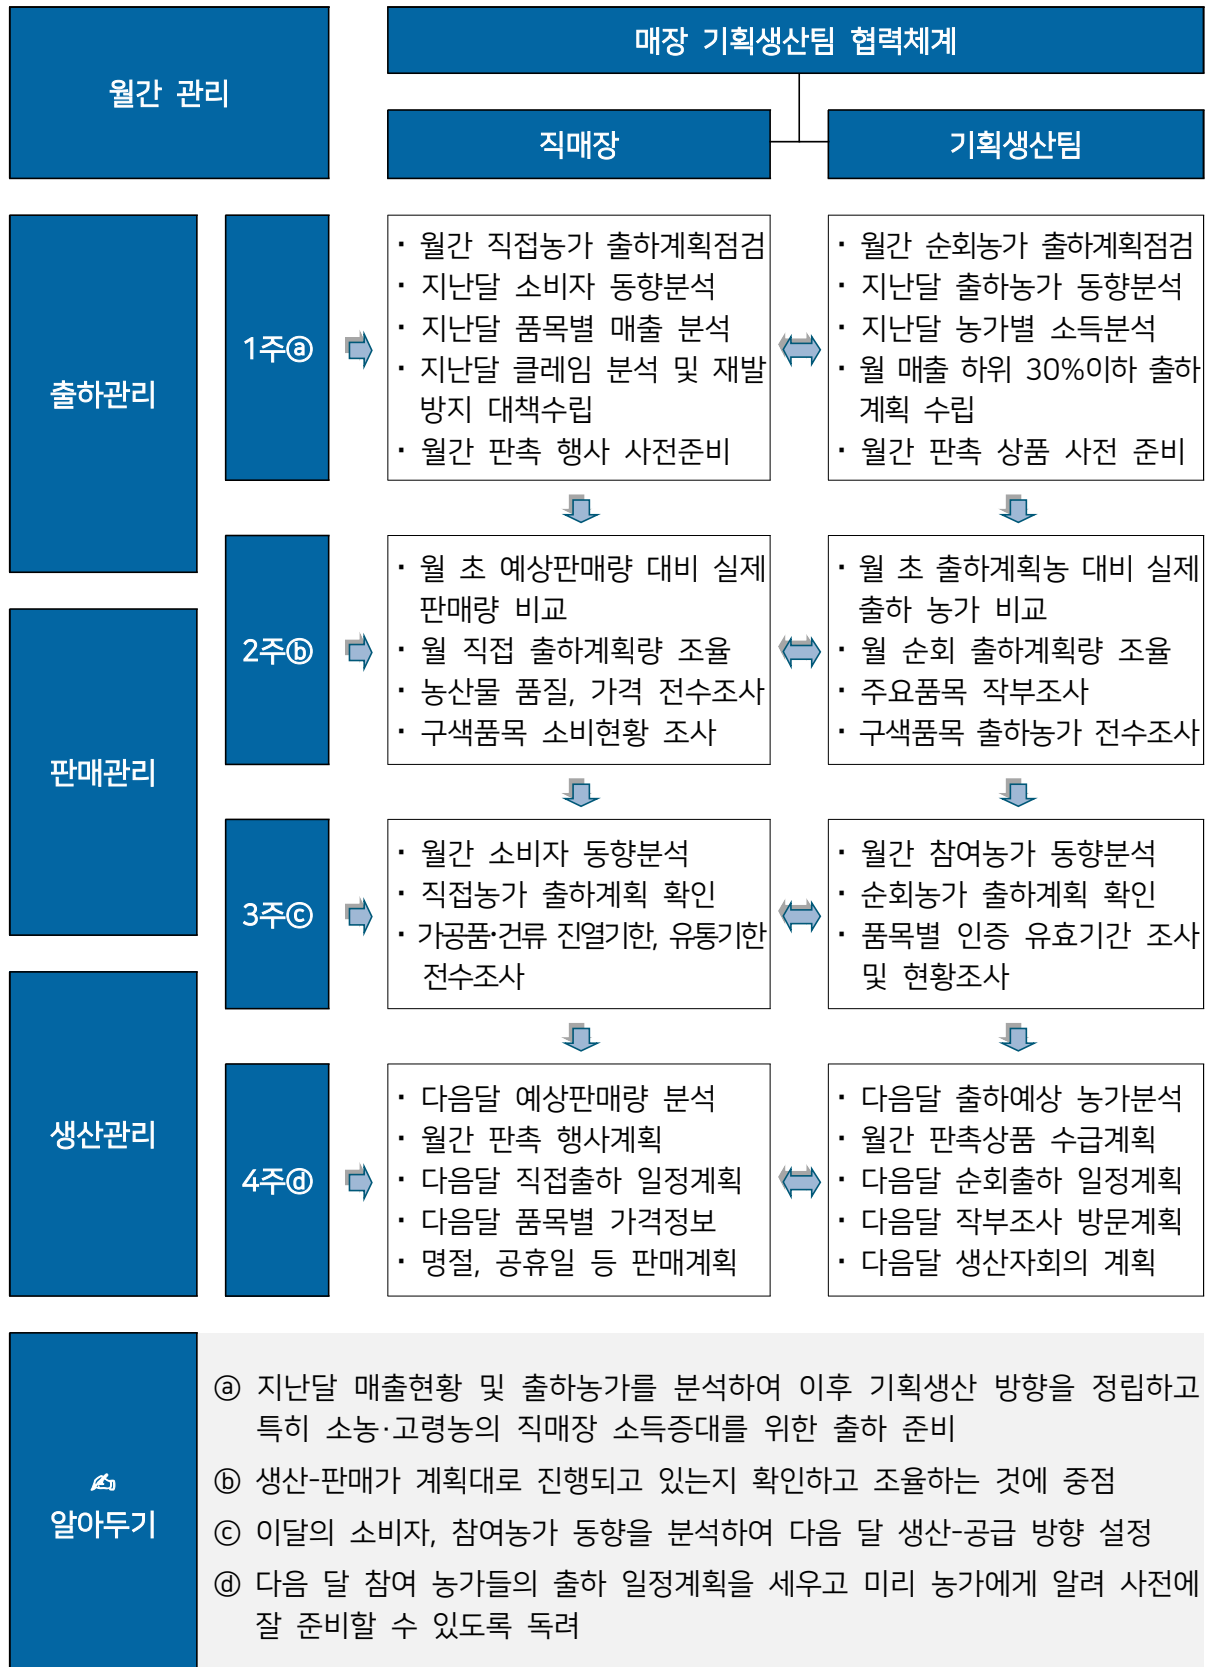 월간 관리
매장 기획생산팀 협력체계
직매장
기획생산팀
출하관리
판매관리
생산관리
1주ⓐ
· 월간 직접농가 출하계획점검
· 지난달 소비자 동향분석
· 지난달 품목별 매출 분석
· 지난달 클레임 분석 및 재발
방지 대책수립
· 월간 판촉 행사 사전준비
· 월간 순회농가 출하계획점검
· 지난달 출하농가 동향분석
· 지난달 농가별 소득분석
· 월 매출 하위 30%이하 출하
계획 수립
· 월간 판촉 상품 사전 준비
2주ⓑ
· 월 초 예상판매량 대비 실제
판매량 비교
· 월 직접 출하계획량 조율
· 농산물 품질, 가격 전수조사
· 구색품목 소비현황 조사
· 월 초 출하계획농 대비 실제
출하 농가 비교
· 월 순회 출하계획량 조율
· 주요품목 작부조사
· 구색품목 출하농가 전수조사
3주ⓒ
· 월간 소비자 동향분석
· 직접농가 출하계획 확인
· 가공품·건류 진열기한, 유통기한
전수조사
· 월간 참여농가 동향분석
· 순회농가 출하계획 확인
· 품목별 인증 유효기간 조사
및 현황조사
4주ⓓ
· 다음달 예상판매량 분석
· 월간 판촉 행사계획
· 다음달 직접출하 일정계획
· 다음달 품목별 가격정보
· 명절, 공휴일 등 판매계획
· 다음달 출하예상 농가분석
· 월간 판촉상품 수급계획
· 다음달 순회출하 일정계획
· 다음달 작부조사 방문계획
· 다음달 생산자회의 계획
✍
알아두기
ⓐ 지난달 매출현황 및 출하농가를 분석하여 이후 기획생산 방향을 정립하고
특히 소농·고령농의 직매장 소득증대를 위한 출하 준비
ⓑ 생산-판매가 계획대로 진행되고 있는지 확인하고 조율하는 것에 중점
ⓒ 이달의 소비자, 참여농가 동향을 분석하여 다음 달 생산-공급 방향 설정
ⓓ 다음 달 참여 농가들의 출하 일정계획을 세우고 미리 농가에게 알려 사전에
잘 준비할 수 있도록 독려